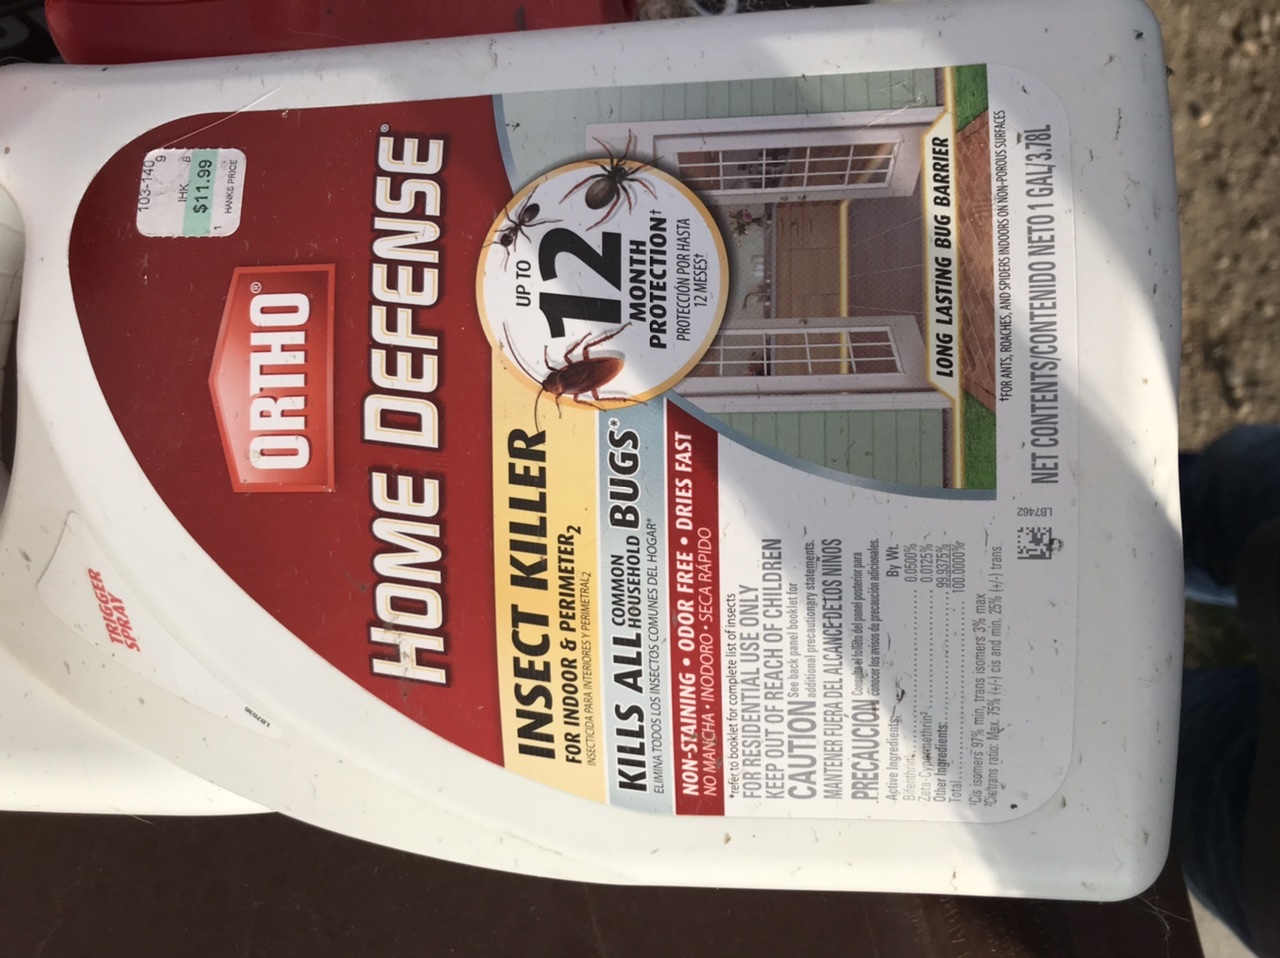 TRIGGER
SPRAY
LB7696
103-140
9
IHK
8
$11.99
1
HANKS PRICE
ORTHO®
HOME DEFENSE®
INSECT KILLER
FOR INDOOR & PERIMETER2
INSECTICIDA PARA INTERIORES Y PERIMETRAL2
KILLS ALL COMMON HOUSEHOLD BUGS*
ELIMINA TODOS LOS INSECTOS COMUNES DEL HOGAR*
NON-STAINING • ODOR FREE • DRIES FAST
NO MANCHA • INODORO • SECA RÁPIDO
UP TO
12
MONTH
PROTECTION†
PROTECCIÓN POR HASTA
12 MESES†
LONG LASTING BUG BARRIER
*refer to booklet for complete list of insects
FOR RESIDENTIAL USE ONLY
KEEP OUT OF REACH OF CHILDREN
CAUTION See back panel booklet for
additional precautionary statements.
MANTENER FUERA DEL ALCANCE DE LOS NIÑOS
PRECAUCIÓN Consulte el folleto del panel posterior para
conocer los avisos de precaución adicionales.
Active Ingredients: By Wt.
Bifenthrin¹ 0.0500%
Zeta-Cypermethrin² 0.0125%
Other Ingredients: 99.9375%
Total 100.0000%
¹Cis isomers 97% min, trans isomers 3% max
²Cis/trans ratio: Max. 75% (+/-) cis and min. 25% (+/-) trans
†FOR ANTS, ROACHES, AND SPIDERS INDOORS ON NON-POROUS SURFACES
LB7462
NET CONTENTS/CONTENIDO NETO 1 GAL/3.78L